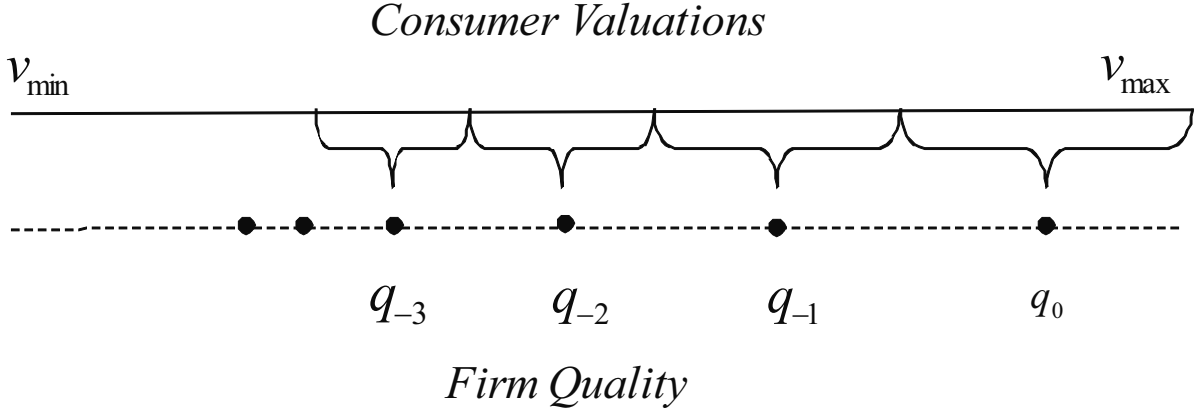 Consumer Valuations
v_min v_max
q_–3 q_–2 q_–1 q_0
Firm Quality